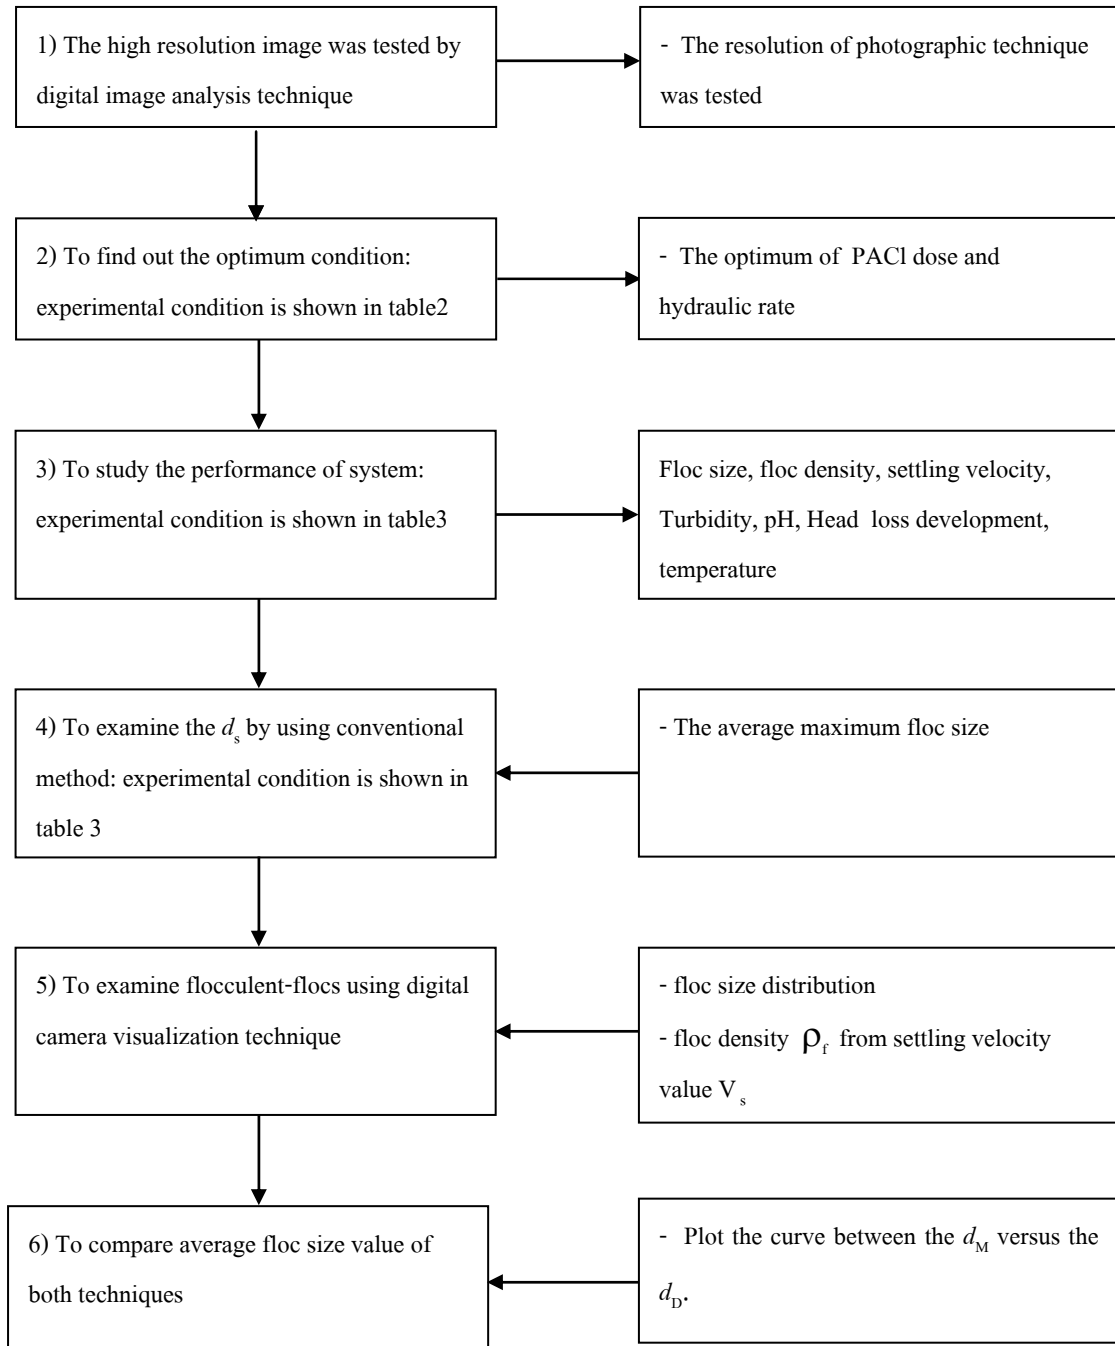 1) The high resolution image was tested by
digital image analysis technique
- The resolution of photographic technique
was tested
2) To find out the optimum condition:
experimental condition is shown in table2
- The optimum of PACl dose and
hydraulic rate
3) To study the performance of system:
experimental condition is shown in table3
Floc size, floc density, settling velocity,
Turbidity, pH, Head loss development,
temperature
4) To examine the d_s by using conventional
method: experimental condition is shown in
table 3
- The average maximum floc size
5) To examine flocculent-flocs using digital
camera visualization technique
- floc size distribution
- floc density ρ_f from settling velocity
value V_s
6) To compare average floc size value of
both techniques
- Plot the curve between the d_M versus the
d_D.